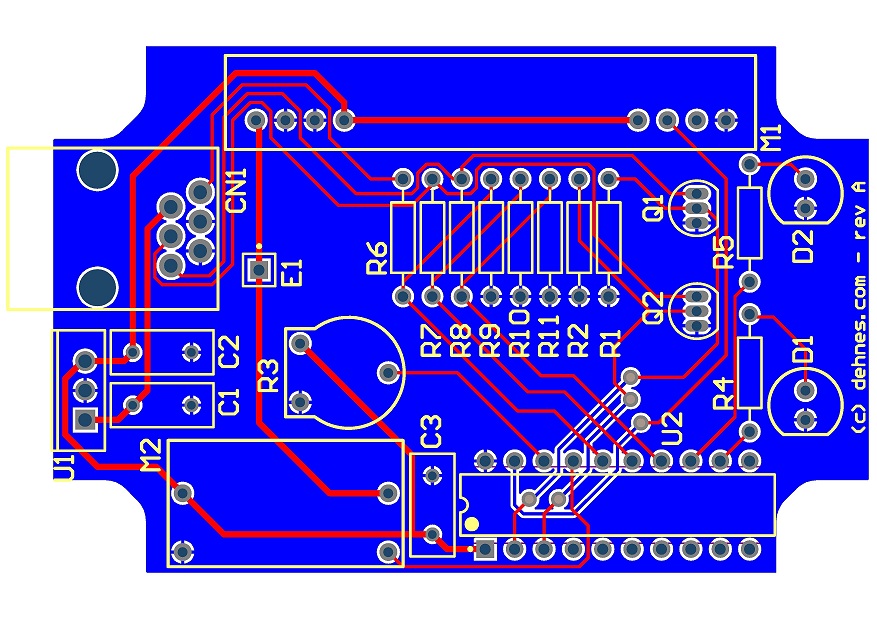 M1
CN1
Q1
R6
R5
D2
E1
Q2
C2
R3
R7
R8
R9
R10
R11
R2
R1
D1
C1
R4
C3
U2
U1
M2
(c) dehnes.com - rev A